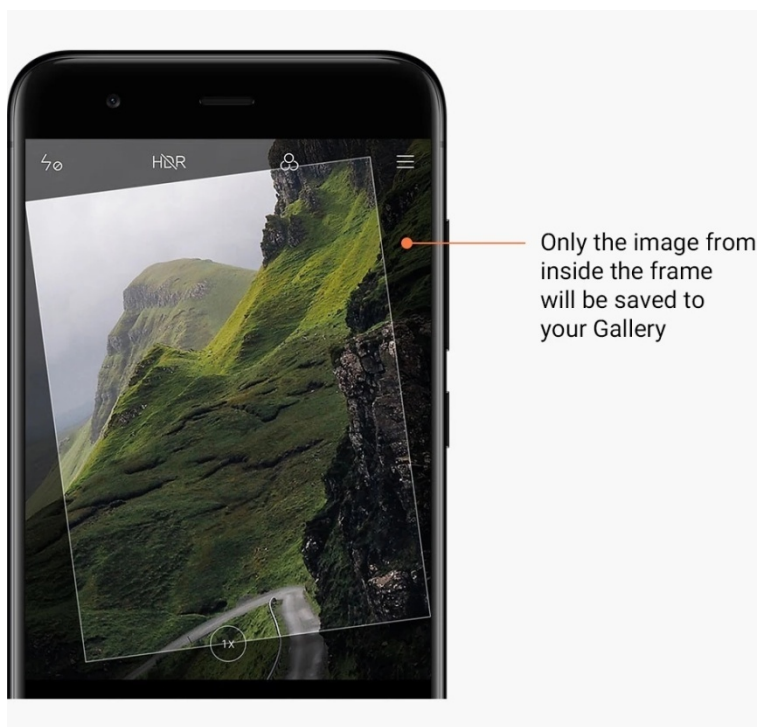 HDR
Only the image from
inside the frame
will be saved to
your Gallery
1X